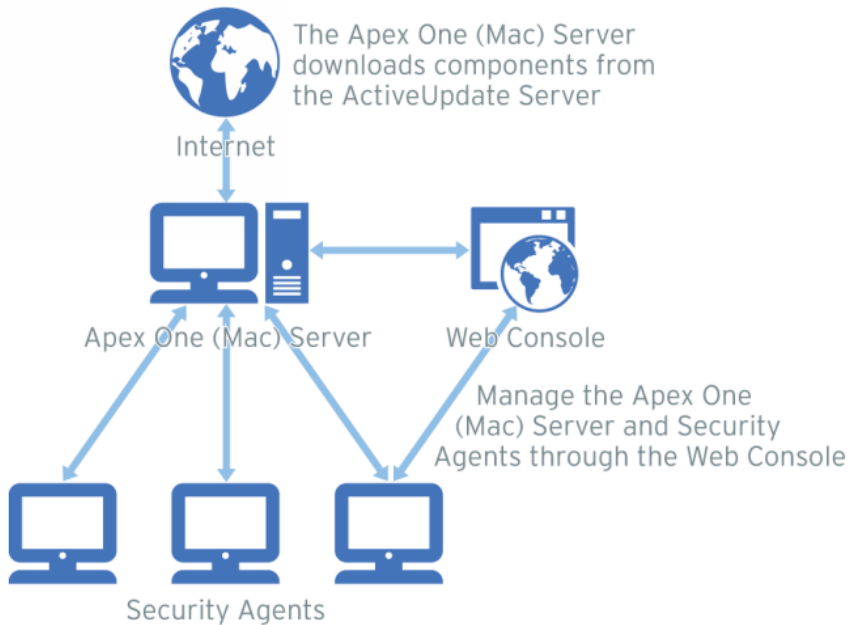 The Apex One (Mac) Server
downloads components from
the ActiveUpdate Server
Internet
Apex One (Mac) Server
Web Console
Manage the Apex One
(Mac) Server and Security
Agents through the Web Console
Security Agents